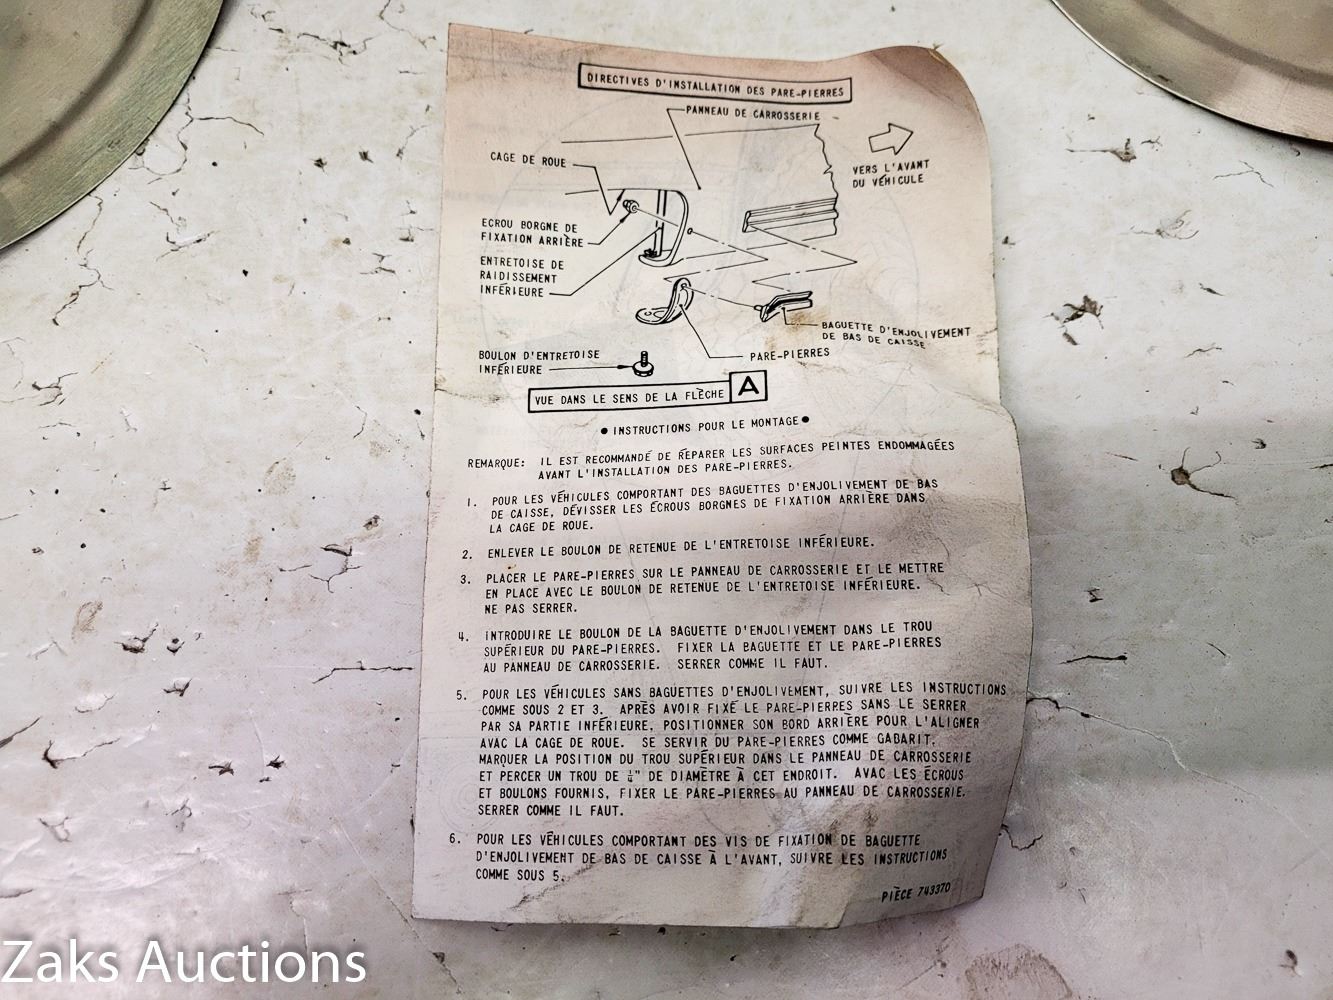 DIRECTIVES D'INSTALLATION DES PARE-PIERRES
PANNEAU DE CARROSSERIE
CAGE DE ROUE
VERS L'AVANT
DU VÉHICULE
ECROU BORGNE DE
FIXATION ARRIÈRE
ENTRETOISE DE
RAIDISSEMENT
INFÉRIEURE
BAGUETTE D'ENJOLIVEMENT
DE BAS DE CAISSE
PARE-PIERRES
BOULON D'ENTRETOISE
INFÉRIEURE
VUE DANS LE SENS DE LA FLÈCHE A
● INSTRUCTIONS POUR LE MONTAGE ●
REMARQUE: IL EST RECOMMANDÉ DE RÉPARER LES SURFACES PEINTES ENDOMMAGÉES
AVANT L'INSTALLATION DES PARE-PIERRES.
1. POUR LES VÉHICULES COMPORTANT DES BAGUETTES D'ENJOLIVEMENT DE BAS
DE CAISSE, DÉVISSER LES ÉCROUS BORGNES DE FIXATION ARRIÈRE DANS
LA CAGE DE ROUE.
2. ENLEVER LE BOULON DE RETENUE DE L'ENTRETOISE INFÉRIEURE.
3. PLACER LE PARE-PIERRES SUR LE PANNEAU DE CARROSSERIE ET LE METTRE
EN PLACE AVEC LE BOULON DE RETENUE DE L'ENTRETOISE INFÉRIEURE.
NE PAS SERRER.
4. INTRODUIRE LE BOULON DE LA BAGUETTE D'ENJOLIVEMENT DANS LE TROU
SUPÉRIEUR DU PARE-PIERRES. FIXER LA BAGUETTE ET LE PARE-PIERRES
AU PANNEAU DE CARROSSERIE. SERRER COMME IL FAUT.
5. POUR LES VÉHICULES SANS BAGUETTES D'ENJOLIVEMENT, SUIVRE LES INSTRUCTIONS
COMME SOUS 2 ET 3. APRÈS AVOIR FIXÉ LE PARE-PIERRES SANS LE SERRER
PAR SA PARTIE INFÉRIEURE, POSITIONNER SON BORD ARRIÈRE POUR L'ALIGNER
AVAC LA CAGE DE ROUE. SE SERVIR DU PARE-PIERRES COMME GABARIT,
MARQUER LA POSITION DU TROU SUPÉRIEUR DANS LE PANNEAU DE CARROSSERIE
ET PERCER UN TROU DE ¼" DE DIAMÈTRE À CET ENDROIT. AVAC LES ÉCROUS
ET BOULONS FOURNIS, FIXER LE PARE-PIERRES AU PANNEAU DE CARROSSERIE.
SERRER COMME IL FAUT.
6. POUR LES VÉHICULES COMPORTANT DES VIS DE FIXATION DE BAGUETTE
D'ENJOLIVEMENT DE BAS DE CAISSE À L'AVANT, SUIVRE LES INSTRUCTIONS
COMME SOUS 5.
PIÈCE 743370
Zaks Auctions